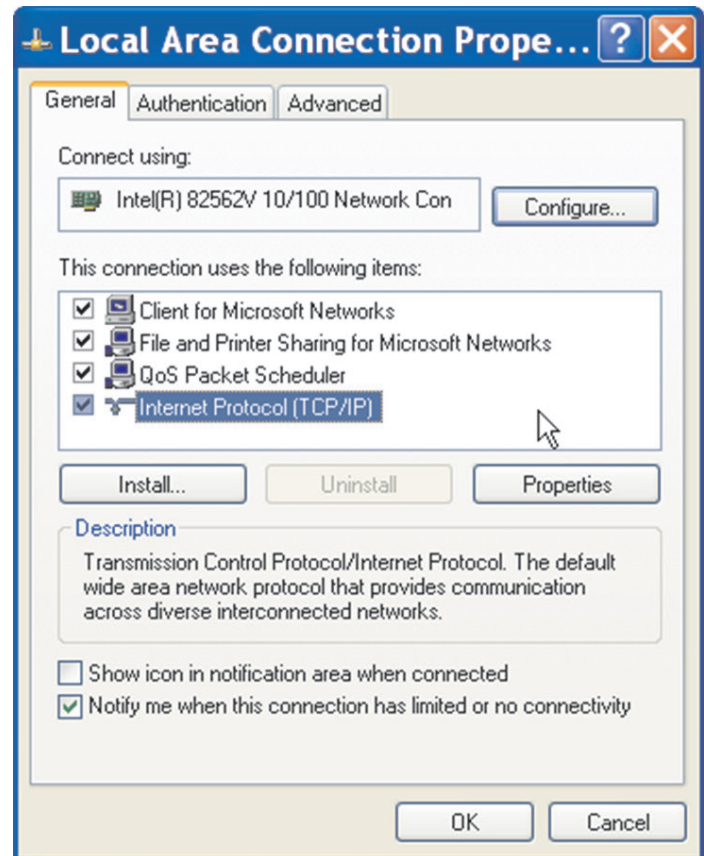 Local Area Connection Prope...
General Authentication Advanced
Connect using:
Intel(R) 82562V 10/100 Network Con
Configure...
This connection uses the following items:
Client for Microsoft Networks
File and Printer Sharing for Microsoft Networks
QoS Packet Scheduler
Internet Protocol (TCP/IP)
Install... Uninstall Properties
Description
Transmission Control Protocol/Internet Protocol. The default
wide area network protocol that provides communication
across diverse interconnected networks.
Show icon in notification area when connected
Notify me when this connection has limited or no connectivity
OK Cancel